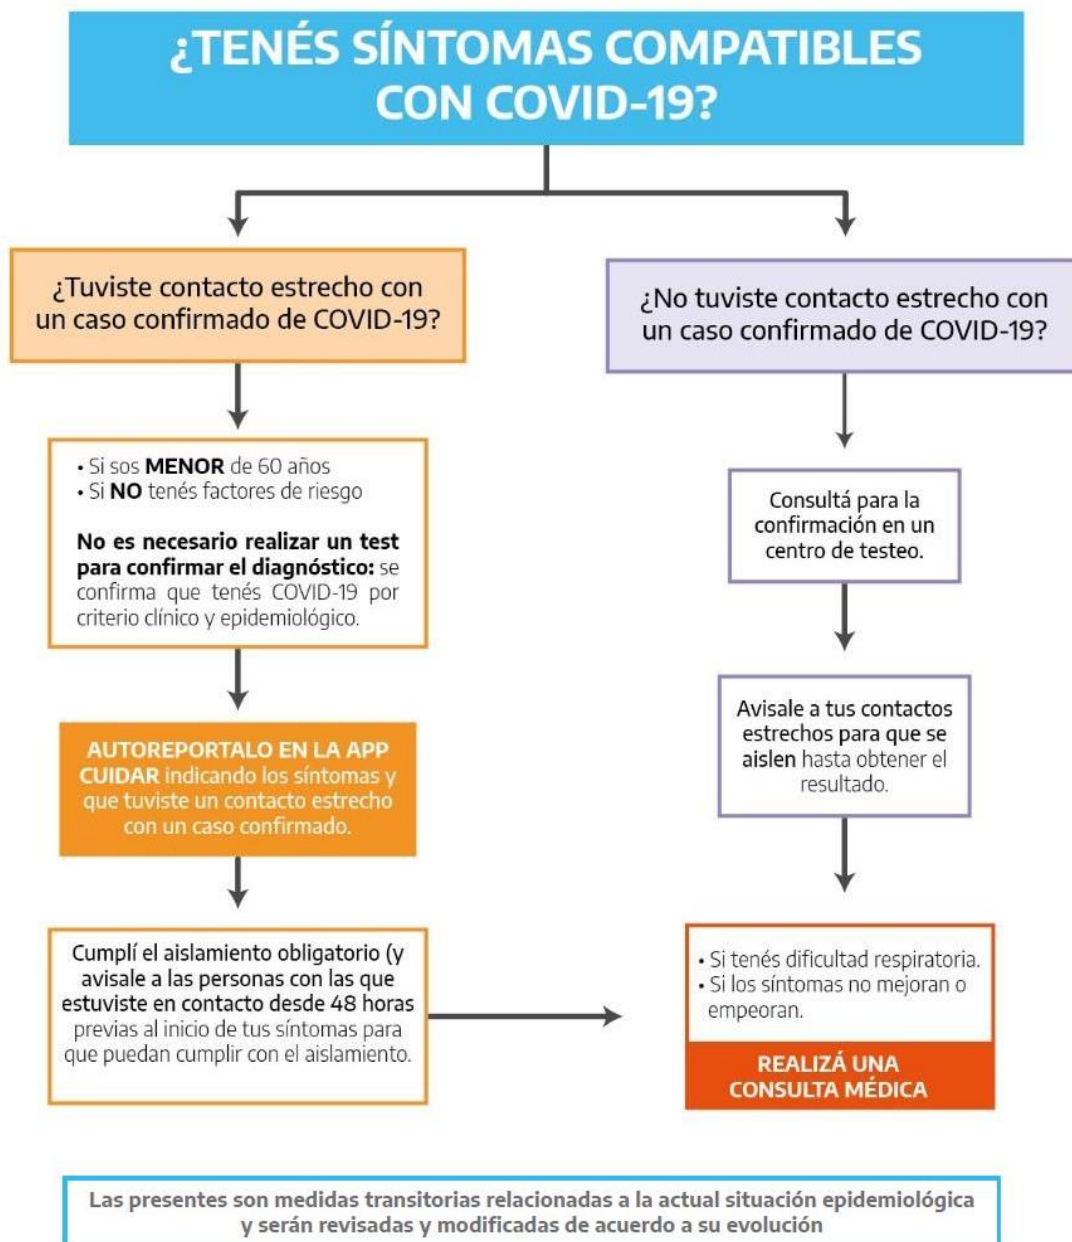 ¿TENÉS SÍNTOMAS COMPATIBLES
CON COVID-19?
¿Tuviste contacto estrecho con
un caso confirmado de COVID-19?
• Si sos MENOR de 60 años
• Si NO tenés factores de riesgo
No es necesario realizar un test
para confirmar el diagnóstico: se
confirma que tenés COVID-19 por
criterio clínico y epidemiológico.
AUTOREPORTALO EN LA APP
CUIDAR indicando los síntomas y
que tuviste un contacto estrecho
con un caso confirmado.
Cumplí el aislamiento obligatorio (y
avisale a las personas con las que
estuviste en contacto desde 48 horas
previas al inicio de tus síntomas para
que puedan cumplir con el aislamiento.
¿No tuviste contacto estrecho con
un caso confirmado de COVID-19?
Consultá para la
confirmación en un
centro de testeo.
Avisale a tus contactos
estrechos para que se
aislen hasta obtener el
resultado.
• Si tenés dificultad respiratoria.
• Si los síntomas no mejoran o
empeoran.
REALIZÁ UNA
CONSULTA MÉDICA
Las presentes son medidas transitorias relacionadas a la actual situación epidemiológica
y serán revisadas y modificadas de acuerdo a su evolución